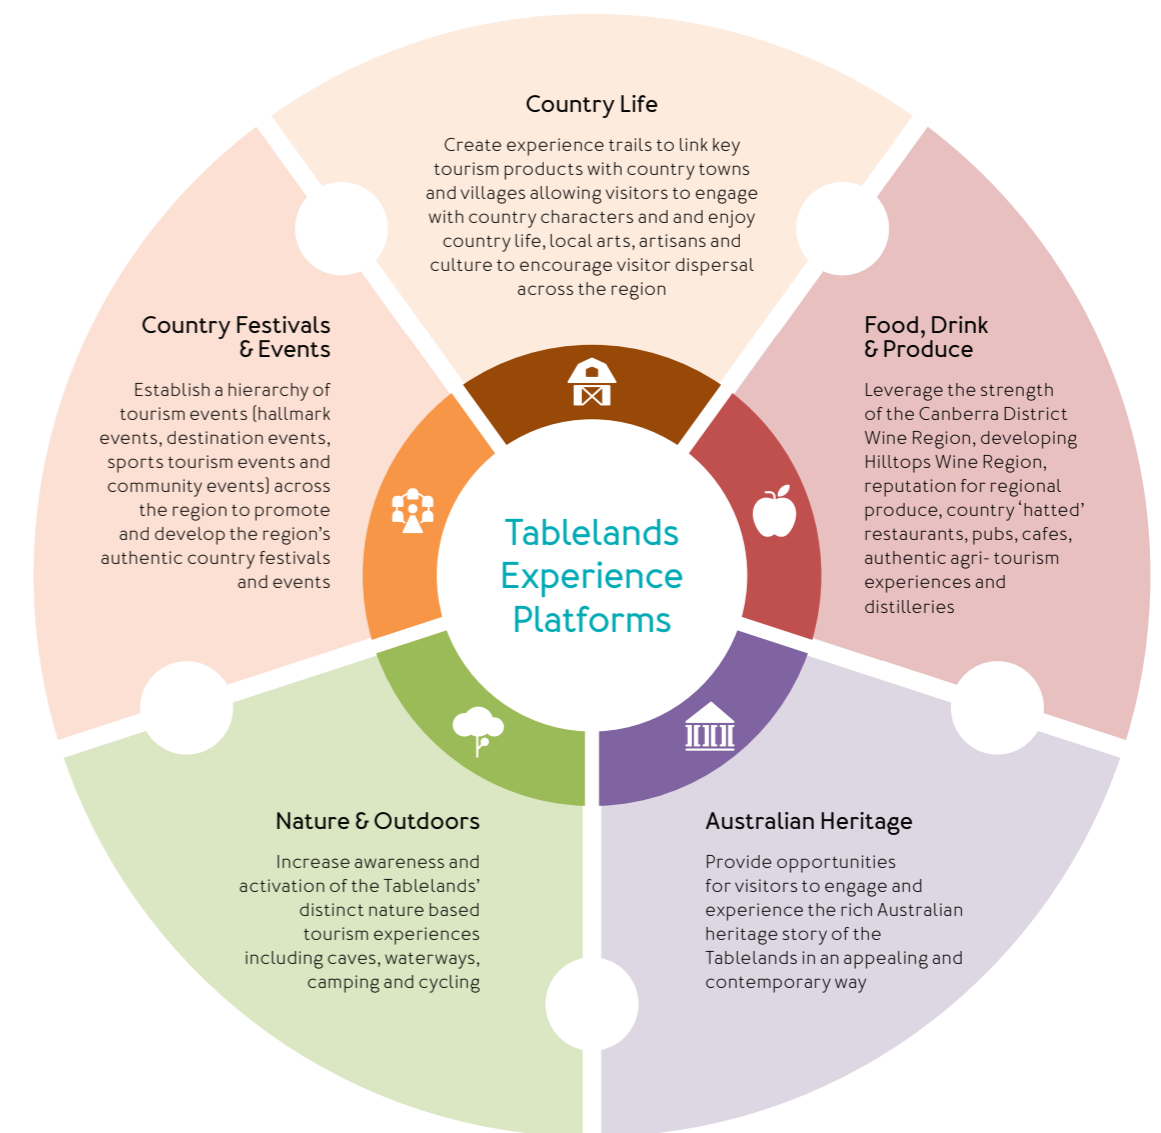 Country Life
Create experience trails to link key
tourism products with country towns
and villages allowing visitors to engage
with country characters and and enjoy
country life, local arts, artisans and
culture to encourage visitor dispersal
across the region
Country Festivals
& Events
Establish a hierarchy of
tourism events (hallmark
events, destination events,
sports tourism events and
community events) across
the region to promote
and develop the region's
authentic country festivals
and events
Food, Drink
& Produce
Leverage the strength
of the Canberra District
Wine Region, developing
Hilltops Wine Region,
reputation for regional
produce, country ‘hatted’
restaurants, pubs, cafes,
authentic agri- tourism
experiences and
distilleries
Tablelands
Experience
Platforms
Nature & Outdoors
Increase awareness and
activation of the Tablelands’
distinct nature based
tourism experiences
including caves, waterways,
camping and cycling
Australian Heritage
Provide opportunities
for visitors to engage and
experience the rich Australian
heritage story of the
Tablelands in an appealing and
contemporary way